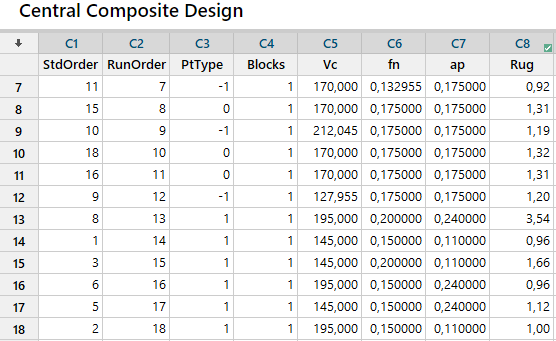 Central Composite Design
↓ C1 C2 C3 C4 C5 C6 C7 C8
StdOrder RunOrder PtType Blocks Vc fn ap Rug
7 11 7 -1 1 170,000 0,132955 0,175000 0,92
8 15 8 0 1 170,000 0,175000 0,175000 1,31
9 10 9 -1 1 212,045 0,175000 0,175000 1,19
10 18 10 0 1 170,000 0,175000 0,175000 1,32
11 16 11 0 1 170,000 0,175000 0,175000 1,31
12 9 12 -1 1 127,955 0,175000 0,175000 1,20
13 8 13 1 1 195,000 0,200000 0,240000 3,54
14 1 14 1 1 145,000 0,150000 0,110000 0,96
15 3 15 1 1 145,000 0,200000 0,110000 1,66
16 6 16 1 1 195,000 0,150000 0,240000 0,96
17 5 17 1 1 145,000 0,150000 0,240000 1,12
18 2 18 1 1 195,000 0,150000 0,110000 1,00